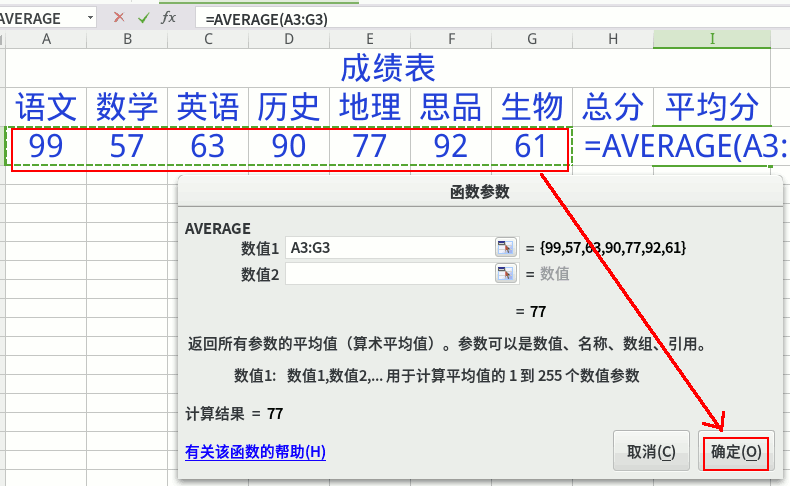 AVERAGE fx =AVERAGE(A3:G3)
A B C D E F G H I
成绩表
语文 数学 英语 历史 地理 思品 生物 总分 平均分
99 57 63 90 77 92 61 =AVERAGE(A3:
函数参数
AVERAGE
数值1 A3:G3 = {99,57,63,90,77,92,61}
数值2 = 数值
= 77
返回所有参数的平均值（算术平均值）。参数可以是数值、名称、数组、引用。
数值1: 数值1,数值2,... 用于计算平均值的 1 到 255 个数值参数
计算结果 = 77
有关该函数的帮助(H) 取消(C) 确定(O)